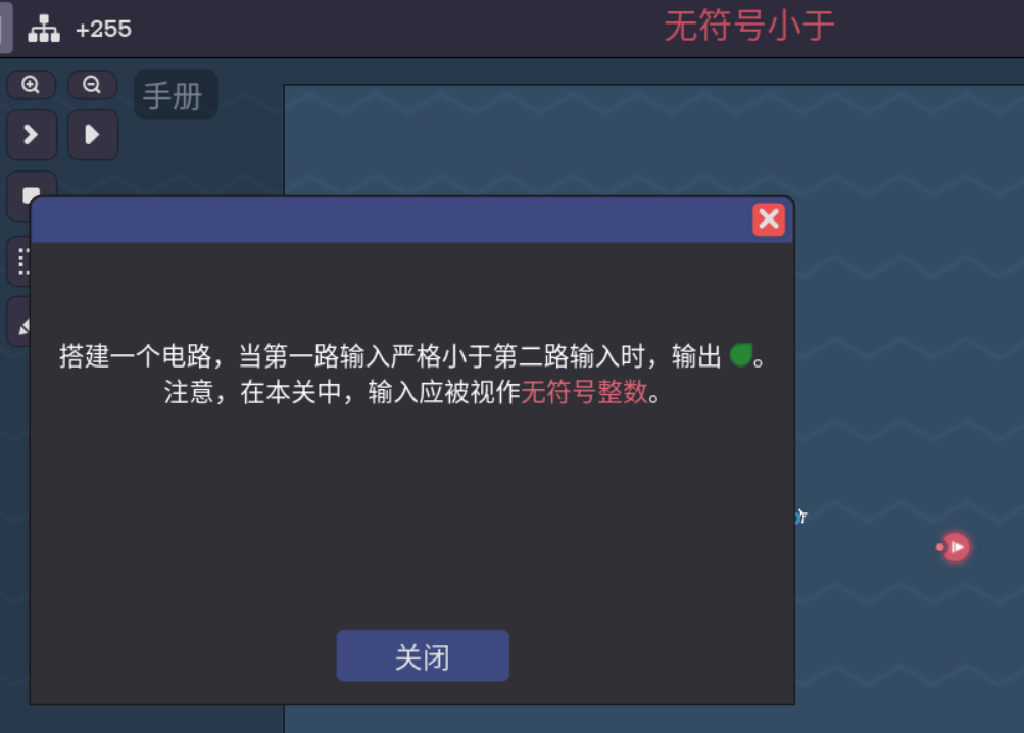 +255
无符号小于
手册
搭建一个电路，当第一路输入严格小于第二路输入时，输出。
注意，在本关中，输入应被视作无符号整数。
关闭